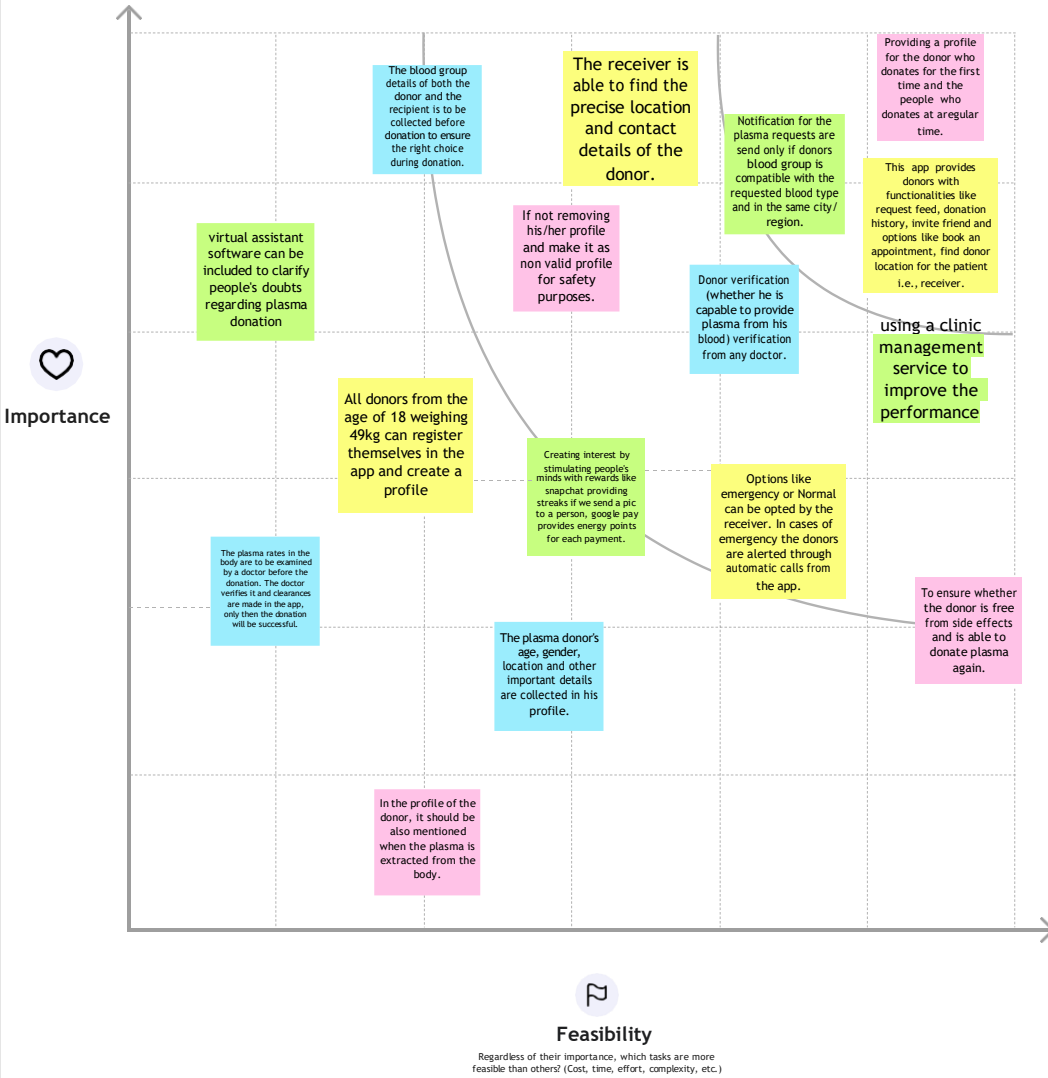 The blood group
details of both the
donor and the
recipient is to be
collected before
donation to ensure
the right choice
during donation.
The receiver is
able to find the
precise location
and contact
details of the
donor.
Providing a profile
for the donor who
donates for the first
time and the
people who
donates at aregular
time.
Notification for the
plasma requests are
send only if donors
blood group is
compatible with the
requested blood type
and in the same city/
region.
This app provides
donors with
functionalities like
request feed, donation
history, invite friend and
options like book an
appointment, find donor
location for the patient
i.e., receiver.
virtual assistant
software can be
included to clarify
people's doubts
regarding plasma
donation
If not removing
his/her profile
and make it as
non valid profile
for safety
purposes.
Donor verification
(whether he is
capable to provide
plasma from his
blood) verification
from any doctor.
using a clinic
management
service to
improve the
performance
Importance
All donors from the
age of 18 weighing
49kg can register
themselves in the
app and create a
profile
Creating interest by
stimulating people's
minds with rewards like
snapchat providing
streaks if we send a pic
to a person, google pay
provides energy points
for each payment.
Options like
emergency or Normal
can be opted by the
receiver. In cases of
emergency the donors
are alerted through
automatic calls from
the app.
The plasma rates in the
body are to be examined
by a doctor before the
donation. The doctor
verifies it and clearances
are made in the app,
only then the donation
will be successful.
To ensure whether
the donor is free
from side effects
and is able to
donate plasma
again.
The plasma donor's
age, gender,
location and other
important details
are collected in his
profile.
In the profile of the
donor, it should be
also mentioned
when the plasma is
extracted from the
body.
Feasibility
Regardless of their importance, which tasks are more
feasible than others? (Cost, time, effort, complexity, etc.)